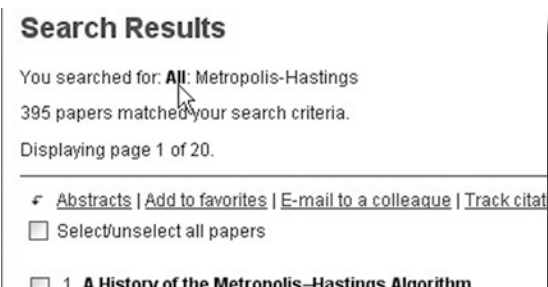 Search Results
You searched for: All: Metropolis-Hastings
395 papers matched your search criteria.
Displaying page 1 of 20.
Abstracts | Add to favorites | E-mail to a colleague | Track citat
Select/unselect all papers
1. A History of the Metropolis–Hastings Algorithm